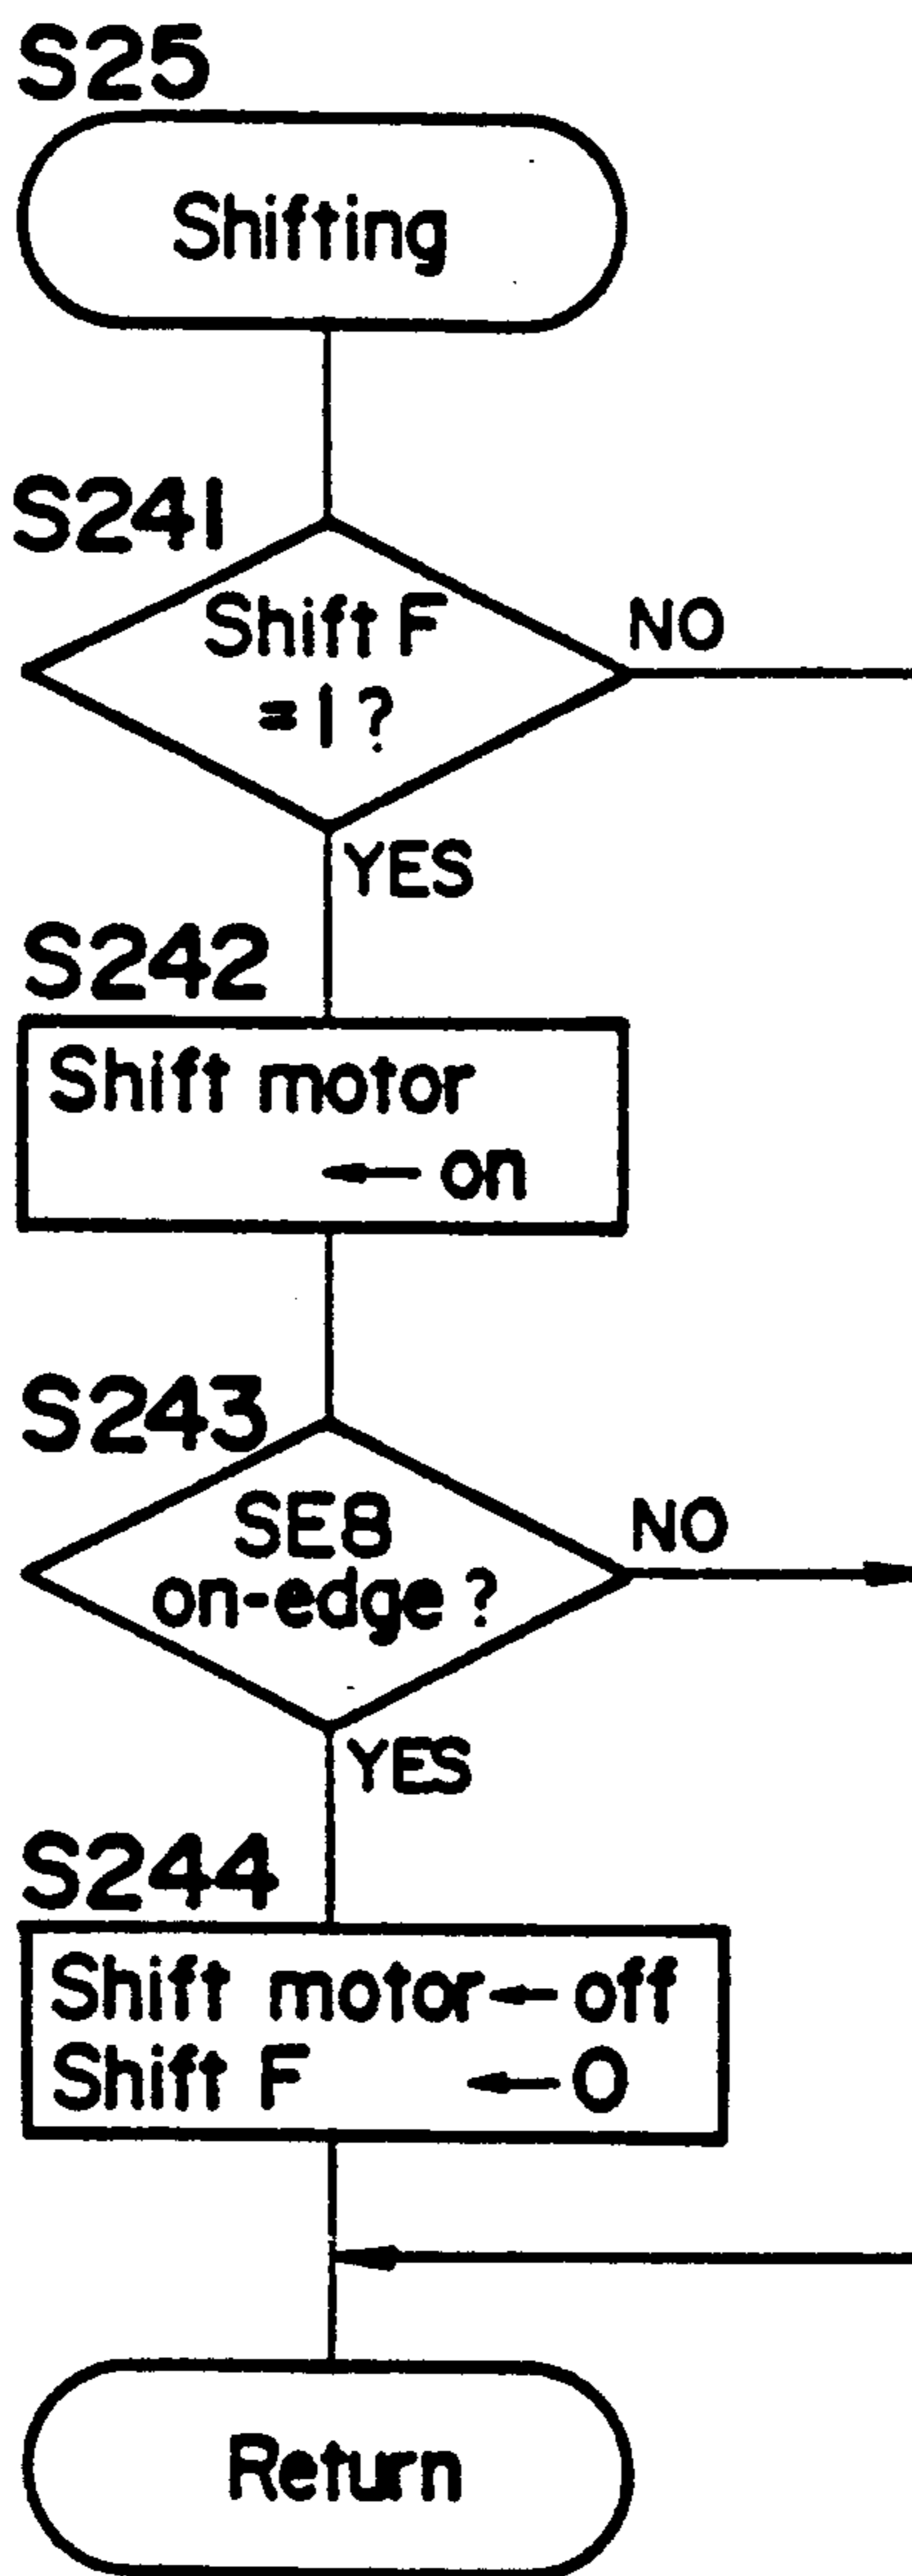 S25
Shifting
S241
Shift F
=1?
NO
YES
S242
Shift motor
← on
S243
SE8
on-edge?
NO
YES
S244
Shift motor ← off
Shift F ← 0
Return